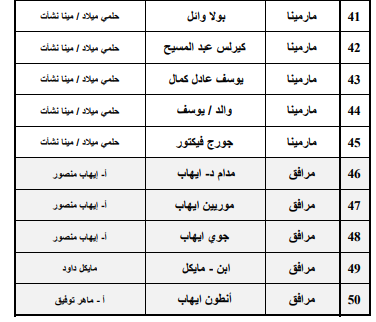 41 مارمينا بولا وائل حلمي ميلاد / مينا نشأت
42 مارمينا كيرلس عبد المسيح حلمي ميلاد / مينا نشأت
43 مارمينا يوسف عادل كمال حلمي ميلاد / مينا نشأت
44 مارمينا والد / يوسف حلمي ميلاد / مينا نشأت
45 مارمينا جورج فيكتور حلمي ميلاد / مينا نشأت
46 مرافق مدام د- ايهاب أ- إيهاب منصور
47 مرافق موريين ايهاب أ- إيهاب منصور
48 مرافق جوي ايهاب أ- إيهاب منصور
49 مرافق ابن - مايكل مايكل داود
50 مرافق أنطون ايهاب أ - ماهر توفيق